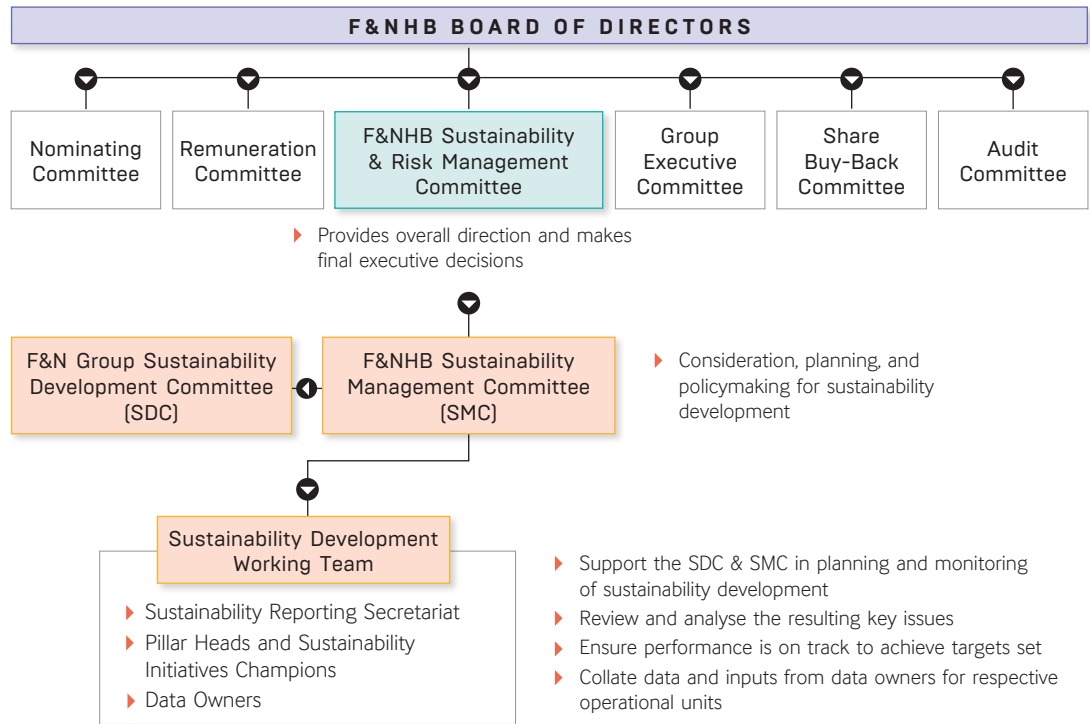 F&NHB BOARD OF DIRECTORS
Nominating
Committee
Remuneration
Committee
F&NHB Sustainability
& Risk Management
Committee
Group
Executive
Committee
Share
Buy-Back
Committee
Audit
Committee
Provides overall direction and makes
final executive decisions
F&N Group Sustainability
Development Committee
(SDC)
F&NHB Sustainability
Management Committee
(SMC)
Consideration, planning, and
policymaking for sustainability
development
Sustainability Development
Working Team
Sustainability Reporting Secretariat
Pillar Heads and Sustainability
Initiatives Champions
Data Owners
Support the SDC & SMC in planning and monitoring
of sustainability development
Review and analyse the resulting key issues
Ensure performance is on track to achieve targets set
Collate data and inputs from data owners for respective
operational units